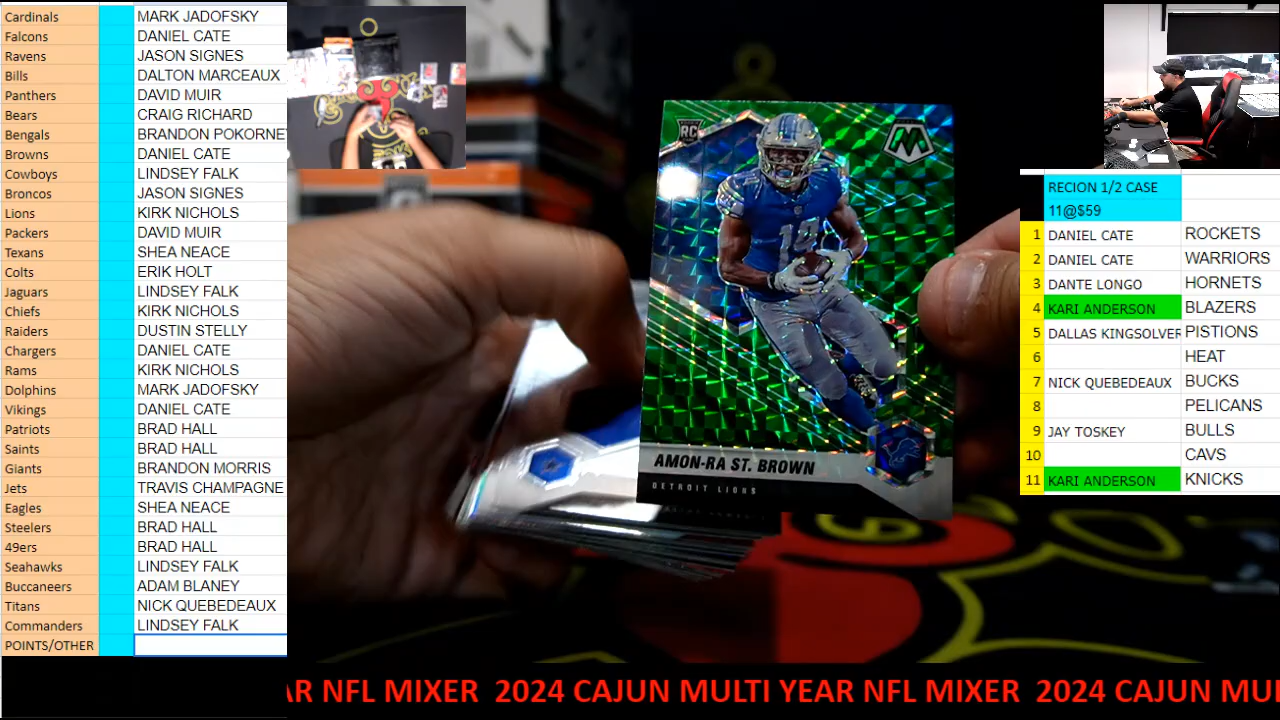 Cardinals MARK JADOFSKY
Falcons DANIEL CATE
Ravens JASON SIGNES
Bills DALTON MARCEAUX
Panthers DAVID MUIR
Bears CRAIG RICHARD
Bengals BRANDON POKORNE
Browns DANIEL CATE
Cowboys LINDSEY FALK
Broncos JASON SIGNES
Lions KIRK NICHOLS
Packers DAVID MUIR
Texans SHEA NEACE
Colts ERIK HOLT
Jaguars LINDSEY FALK
Chiefs KIRK NICHOLS
Raiders DUSTIN STELLY
Chargers DANIEL CATE
Rams KIRK NICHOLS
Dolphins MARK JADOFSKY
Vikings DANIEL CATE
Patriots BRAD HALL
Saints BRAD HALL
Giants BRANDON MORRIS
Jets TRAVIS CHAMPAGNE
Eagles SHEA NEACE
Steelers BRAD HALL
49ers BRAD HALL
Seahawks LINDSEY FALK
Buccaneers ADAM BLANEY
Titans NICK QUEBEDEAUX
Commanders LINDSEY FALK
POINTS/OTHER
RC
M
AMON-RA ST. BROWN
DETROIT LIONS
RECION 1/2 CASE
11@$59
1 DANIEL CATE ROCKETS
2 DANIEL CATE WARRIORS
3 DANTE LONGO HORNETS
4 KARI ANDERSON BLAZERS
5 DALLAS KINGSOLVER PISTIONS
6 HEAT
7 NICK QUEBEDEAUX BUCKS
8 PELICANS
9 JAY TOSKEY BULLS
10 CAVS
11 KARI ANDERSON KNICKS
AR NFL MIXER 2024 CAJUN MULTI YEAR NFL MIXER 2024 CAJUN MUL